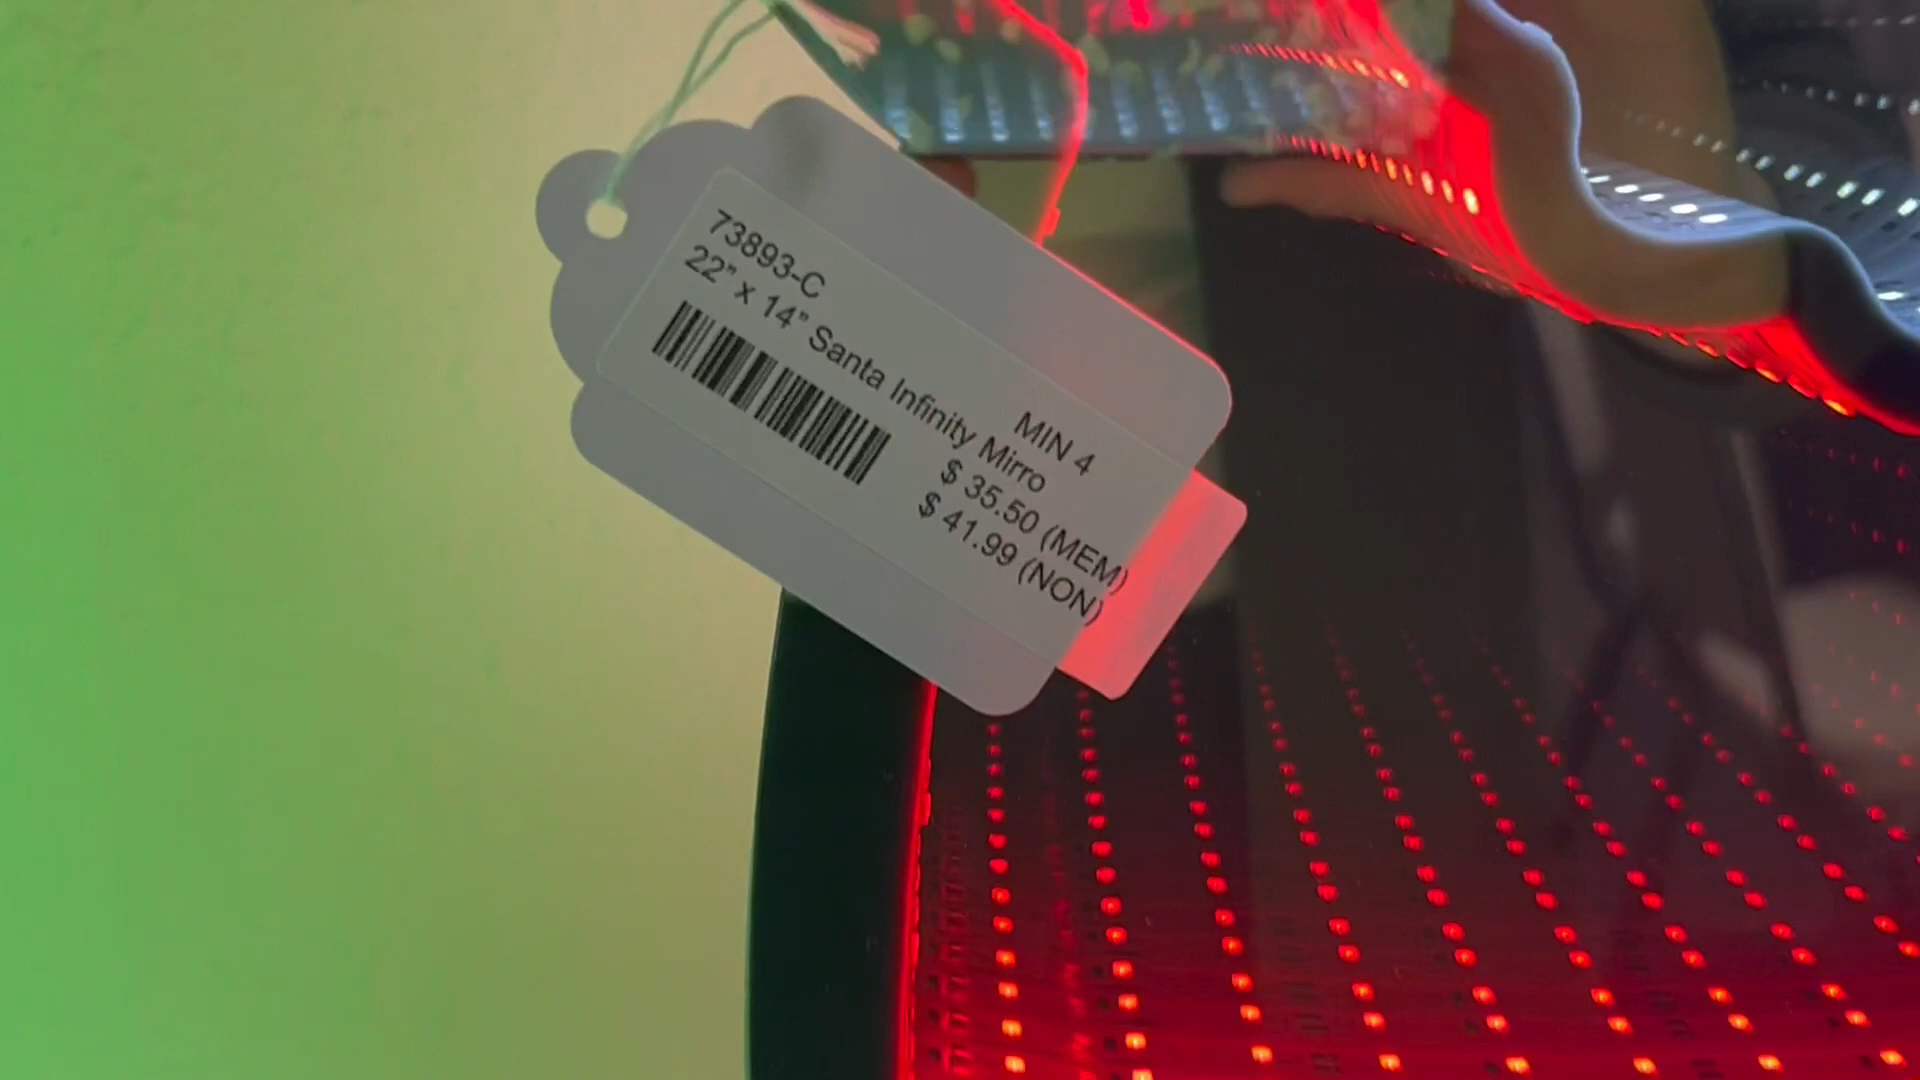 73893-C
22" x 14" Santa Infinity Mirro
MIN 4
$ 35.50 (MEM)
$ 41.99 (NON)